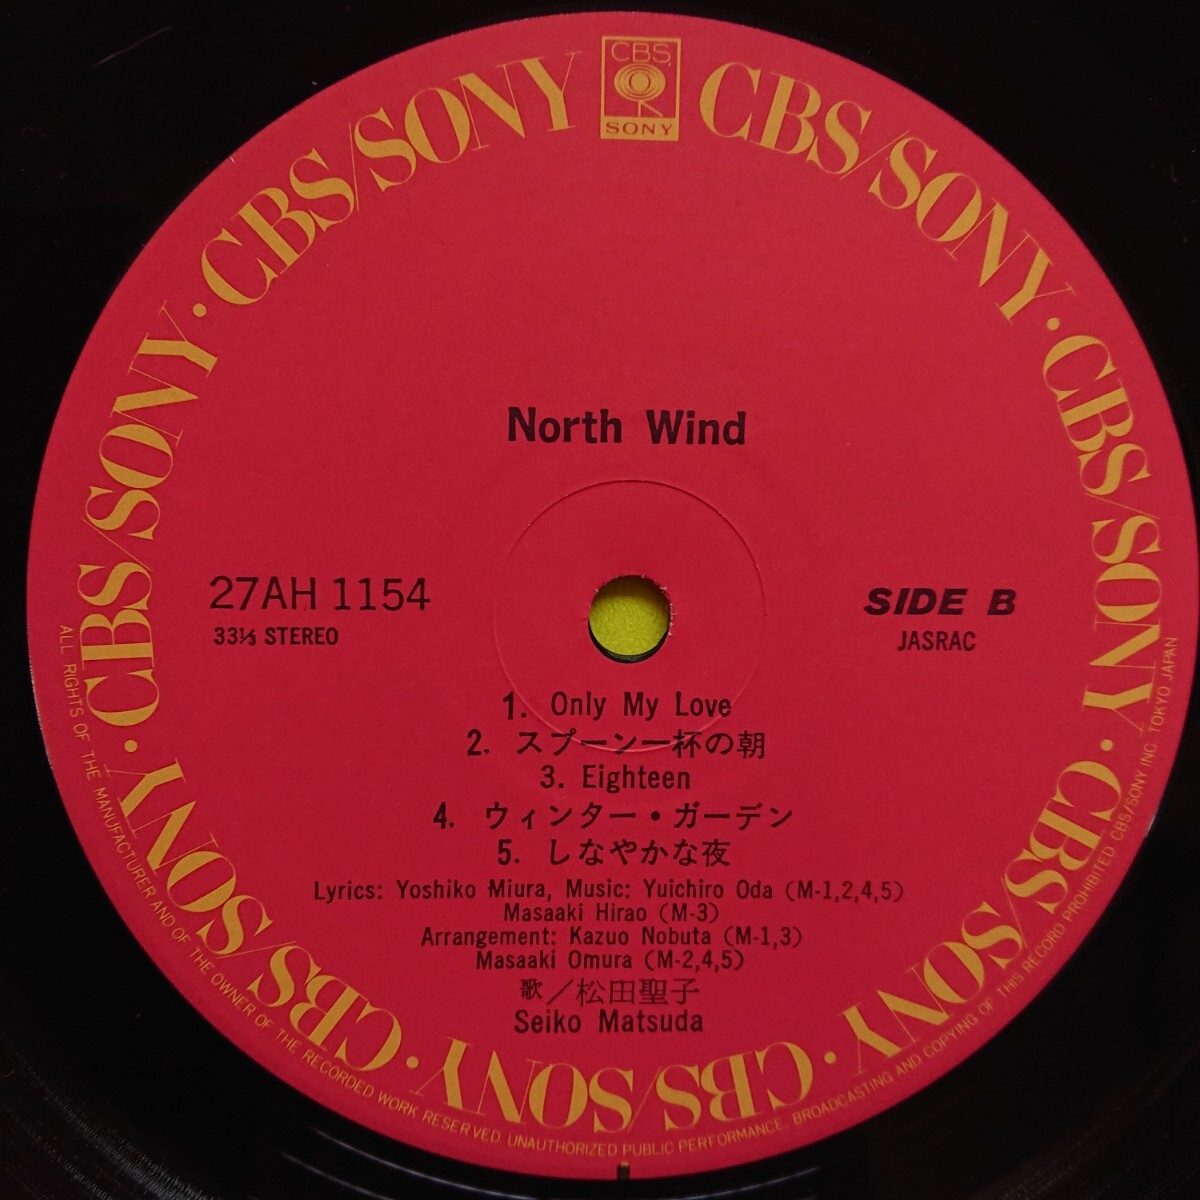 CBS
SONY
CBS/SONY · CBS/SONY · CBS/SONY · CBS/SONY · CBS/SONY · CBS/SONY · CBS/SONY · CBS/SONY
North Wind
27AH 1154
33⅓ STEREO
SIDE B
JASRAC
1. Only My Love
2. スプーン一杯の朝
3. Eighteen
4. ウィンター・ガーデン
5. しなやかな夜
Lyrics: Yoshiko Miura, Music: Yuichiro Oda (M-1,2,4,5)
Masaaki Hirao (M-3)
Arrangement: Kazuo Nobuta (M-1,3)
Masaaki Omura (M-2,4,5)
歌／松田聖子
Seiko Matsuda
ALL RIGHTS OF THE MANUFACTURER AND OF THE OWNER OF THE RECORDED WORK RESERVED. UNAUTHORIZED PUBLIC PERFORMANCE. BROADCASTING AND COPYING OF THIS RECORD PROHIBITED CBS/SONY INC. TOKYO JAPAN